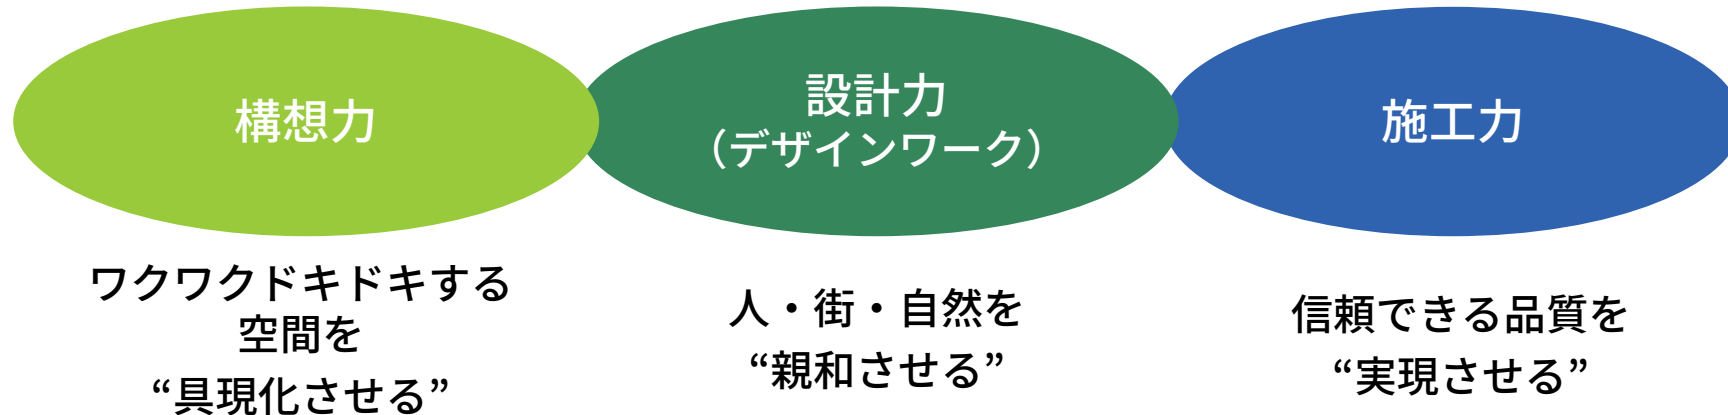 構想力
ワクワクドキドキする
空間を
“具現化させる”
設計力
（デザインワーク）
人・街・自然を
“親和させる”
施工力
信頼できる品質を
“実現させる”